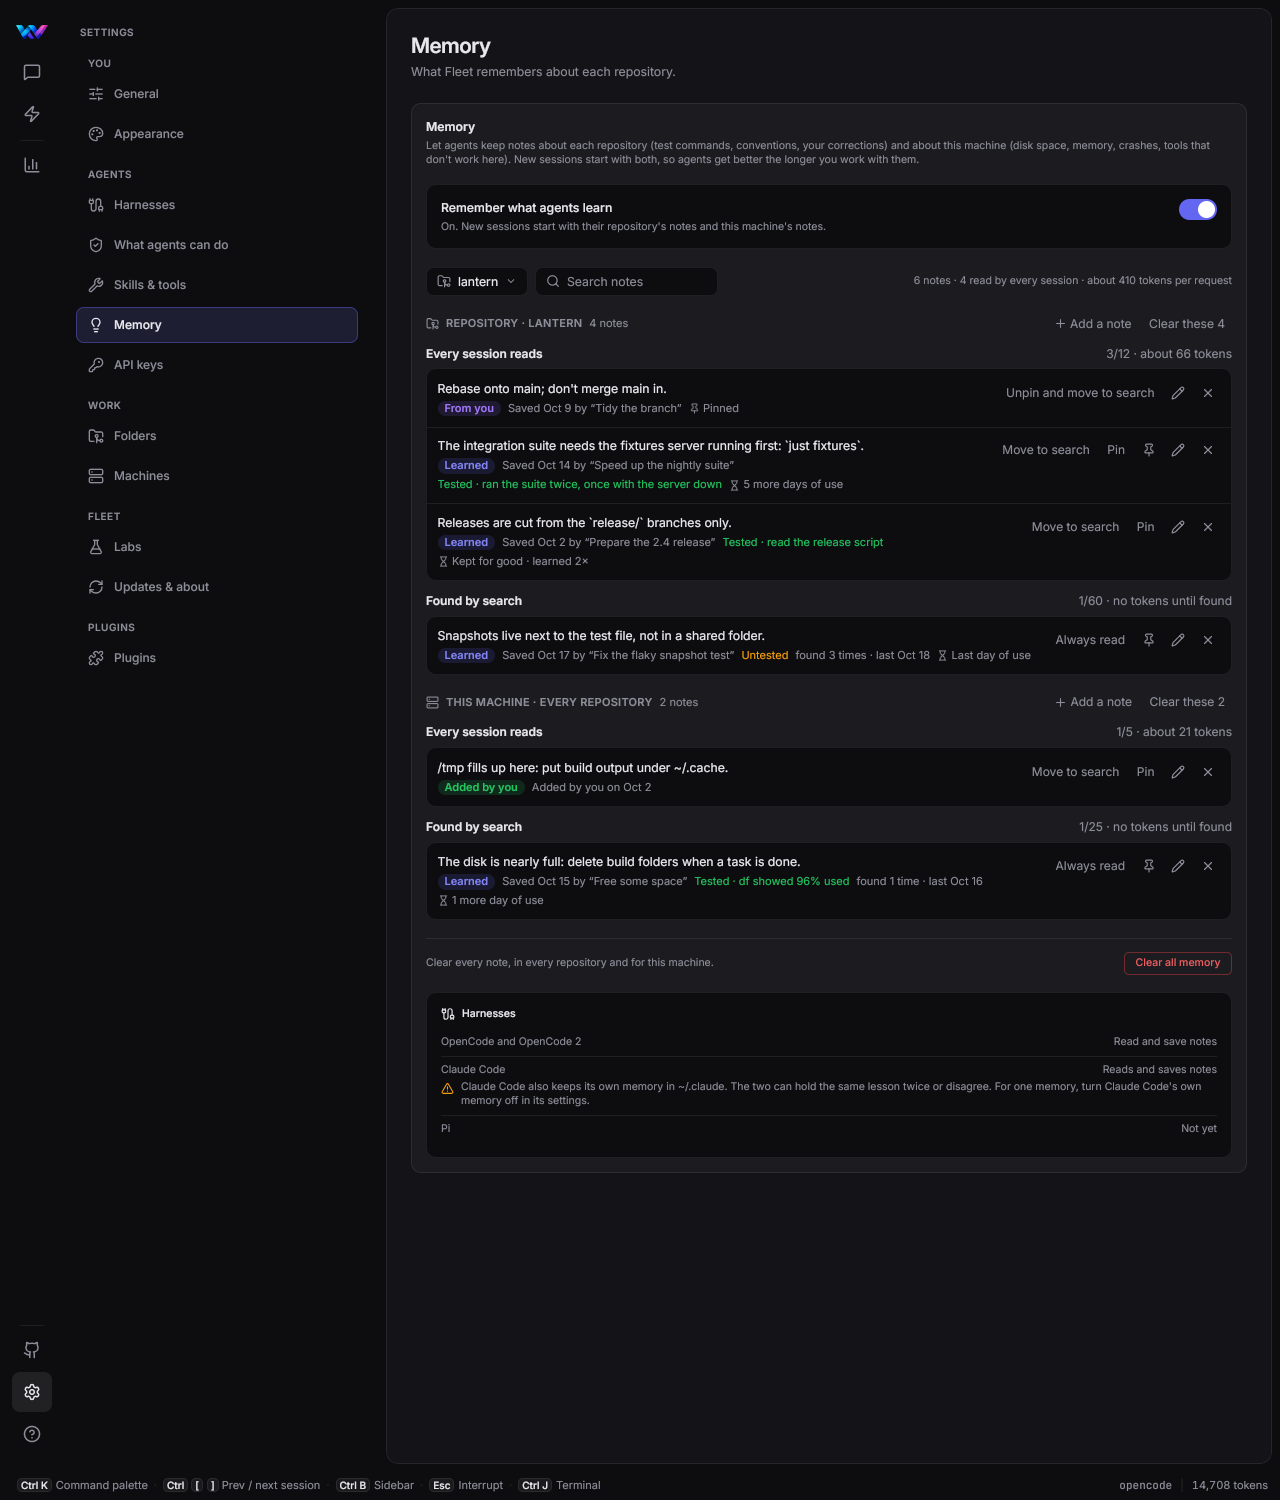 SETTINGS
YOU
General
Appearance
AGENTS
Harnesses
What agents can do
Skills & tools
Memory
API keys
WORK
Folders
Machines
FLEET
Labs
Updates & about
PLUGINS
Plugins
Memory
What Fleet remembers about each repository.
Memory
Let agents keep notes about each repository (test commands, conventions, your corrections) and about this machine (disk space, memory, crashes, tools that
don't work here). New sessions start with both, so agents get better the longer you work with them.
Remember what agents learn
On. New sessions start with their repository's notes and this machine's notes.
lantern
Search notes
6 notes · 4 read by every session · about 410 tokens per request
REPOSITORY · LANTERN 4 notes
+ Add a note Clear these 4
Every session reads
3/12 · about 66 tokens
Rebase onto main; don't merge main in.
From you Saved Oct 9 by “Tidy the branch” Pinned
Unpin and move to search
The integration suite needs the fixtures server running first: `just fixtures`.
Learned Saved Oct 14 by “Speed up the nightly suite”
Tested · ran the suite twice, once with the server down 5 more days of use
Move to search Pin
Releases are cut from the `release/` branches only.
Learned Saved Oct 2 by “Prepare the 2.4 release” Tested · read the release script
Kept for good · learned 2×
Move to search Pin
Found by search
1/60 · no tokens until found
Snapshots live next to the test file, not in a shared folder.
Learned Saved Oct 17 by “Fix the flaky snapshot test” Untested found 3 times · last Oct 18 Last day of use
Always read
THIS MACHINE · EVERY REPOSITORY 2 notes
+ Add a note Clear these 2
Every session reads
1/5 · about 21 tokens
/tmp fills up here: put build output under ~/.cache.
Added by you Added by you on Oct 2
Move to search Pin
Found by search
1/25 · no tokens until found
The disk is nearly full: delete build folders when a task is done.
Learned Saved Oct 15 by “Free some space” Tested · df showed 96% used found 1 time · last Oct 16
1 more day of use
Always read
Clear every note, in every repository and for this machine.
Clear all memory
Harnesses
OpenCode and OpenCode 2
Read and save notes
Claude Code
Reads and saves notes
Claude Code also keeps its own memory in ~/.claude. The two can hold the same lesson twice or disagree. For one memory, turn Claude Code's own
memory off in its settings.
Pi
Not yet
Ctrl K Command palette · Ctrl [ ] Prev / next session · Ctrl B Sidebar · Esc Interrupt · Ctrl J Terminal
opencode 14,708 tokens